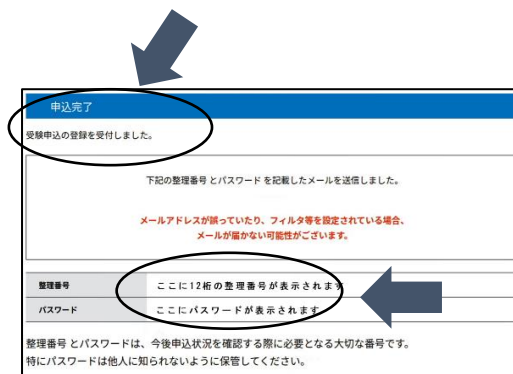 申込完了
受験申込の登録を受付しました。
下記の整理番号とパスワードを記載したメールを送信しました。
メールアドレスが誤っていたり、フィルタ等を設定されている場合、
メールが届かない可能性がございます。
整理番号 ここに12桁の整理番号が表示されます
パスワード ここにパスワードが表示されます
整理番号とパスワードは、今後申込状況を確認する際に必要となる大切な番号です。
特にパスワードは他人に知られないように保管してください。